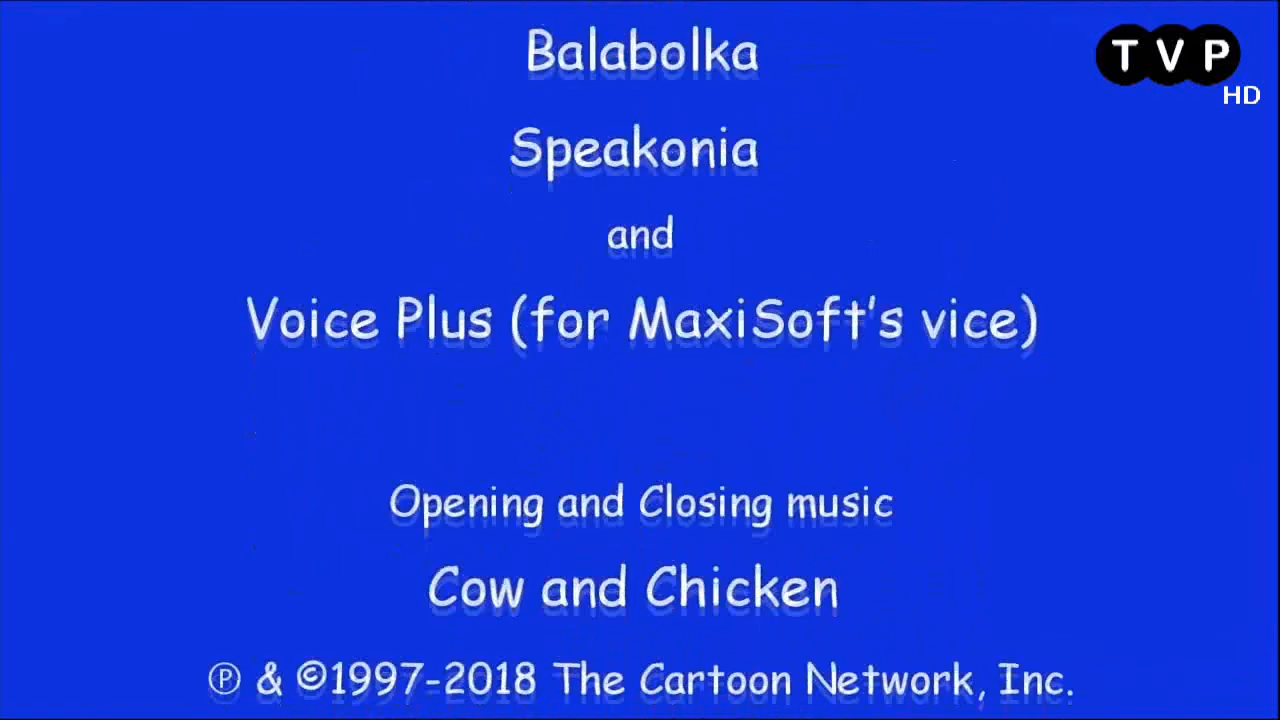 TVP
HD
Balabolka
Speakonia
and
Voice Plus (for MaxiSoft's vice)
Opening and Closing music
Cow and Chicken
℗ & ©1997-2018 The Cartoon Network, Inc.